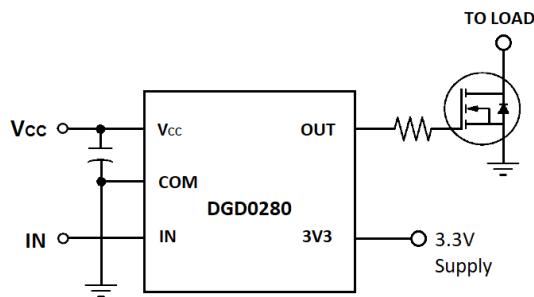 TO LOAD
Vcc
Vcc
OUT
COM
DGD0280
IN
IN
3V3
3.3V
Supply